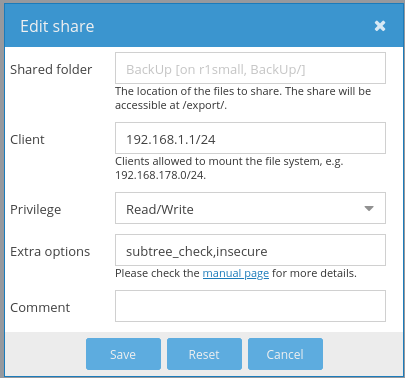 Edit share
Shared folder
BackUp [on r1small, BackUp/]
The location of the files to share. The share will be
accessible at /export/.
Client
192.168.1.1/24
Clients allowed to mount the file system, e.g.
192.168.178.0/24.
Privilege
Read/Write
Extra options
subtree_check,insecure
Please check the manual page for more details.
Comment
Save
Reset
Cancel